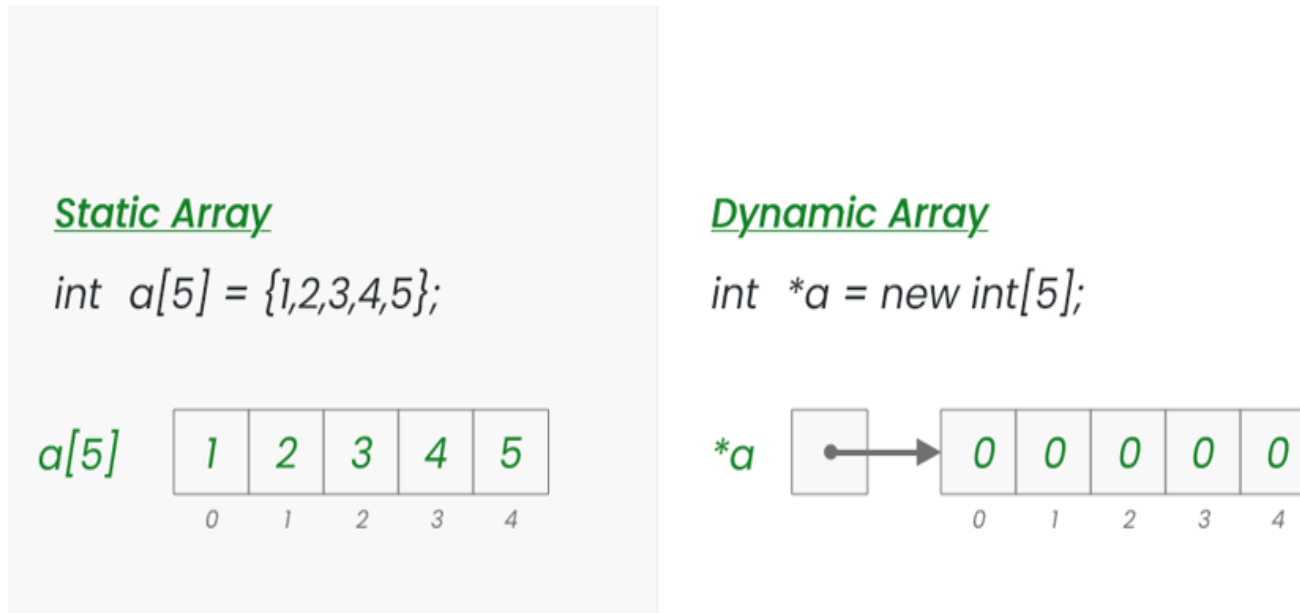 Static Array
int a[5] = {1,2,3,4,5};
a[5] 1 2 3 4 5
0 1 2 3 4
Dynamic Array
int *a = new int[5];
*a 0 0 0 0 0
0 1 2 3 4